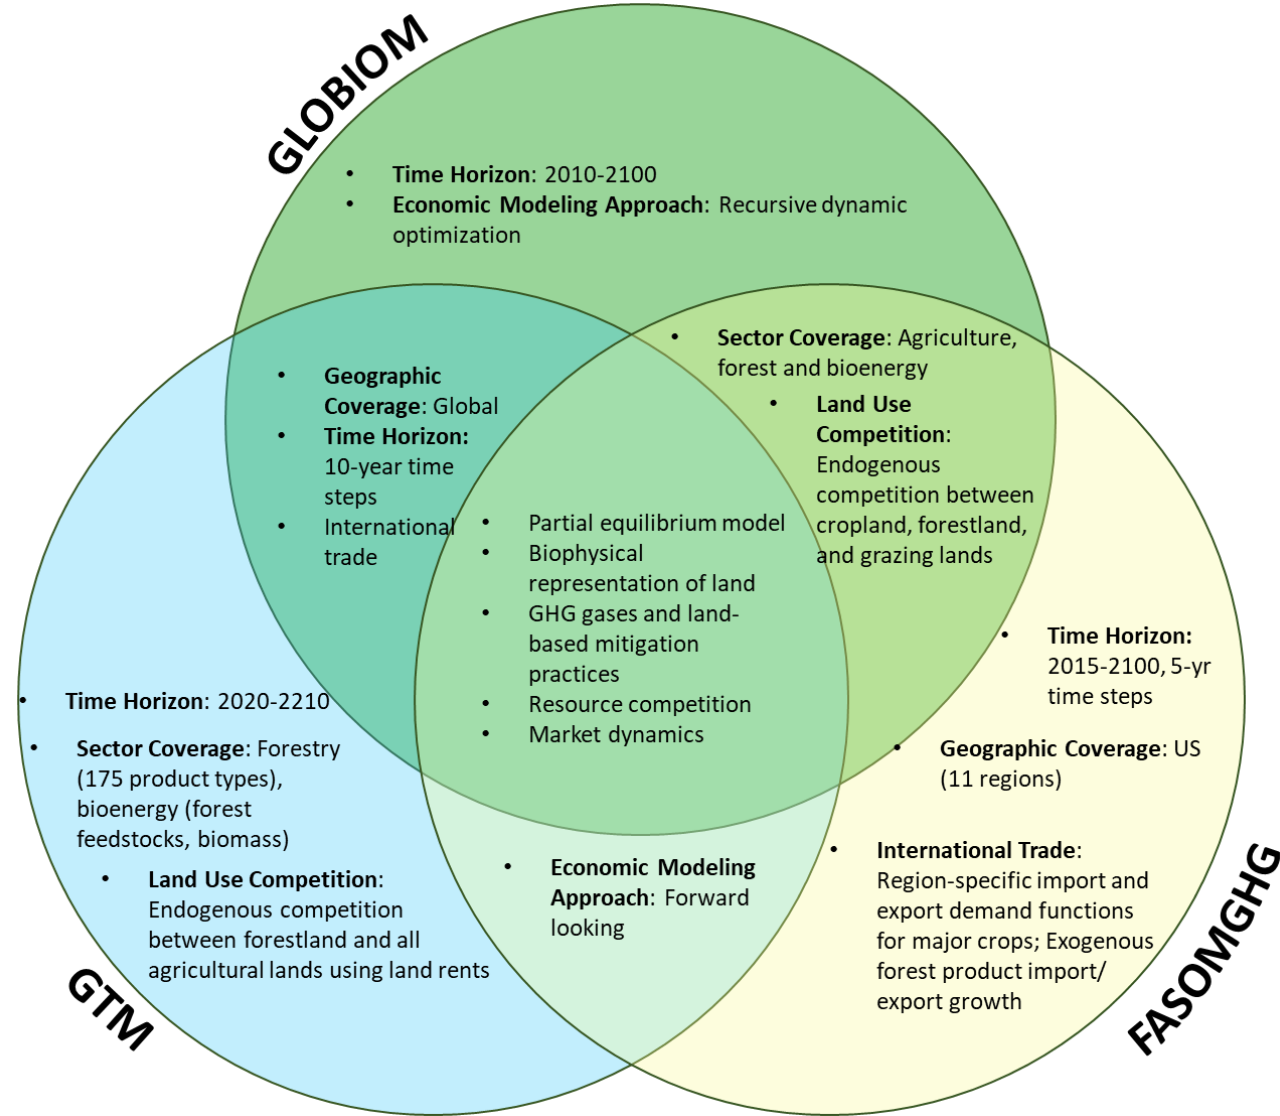 GLOBIOM
• Time Horizon: 2010-2100
• Economic Modeling Approach: Recursive dynamic
optimization
• Geographic
Coverage: Global
• Time Horizon:
10-year time
steps
• International
trade
• Sector Coverage: Agriculture,
forest and bioenergy
• Land Use
Competition:
Endogenous
competition between
cropland, forestland,
and grazing lands
• Partial equilibrium model
• Biophysical
representation of land
• GHG gases and land-
based mitigation
practices
• Resource competition
• Market dynamics
• Time Horizon: 2020-2210
• Sector Coverage: Forestry
(175 product types),
bioenergy (forest
feedstocks, biomass)
• Land Use Competition:
Endogenous competition
between forestland and all
agricultural lands using land rents
GTM
• Economic Modeling
Approach: Forward
looking
• Time Horizon:
2015-2100, 5-yr
time steps
• Geographic Coverage: US
(11 regions)
• International Trade:
Region-specific import and
export demand functions
for major crops; Exogenous
forest product import/
export growth
FASOMGHG